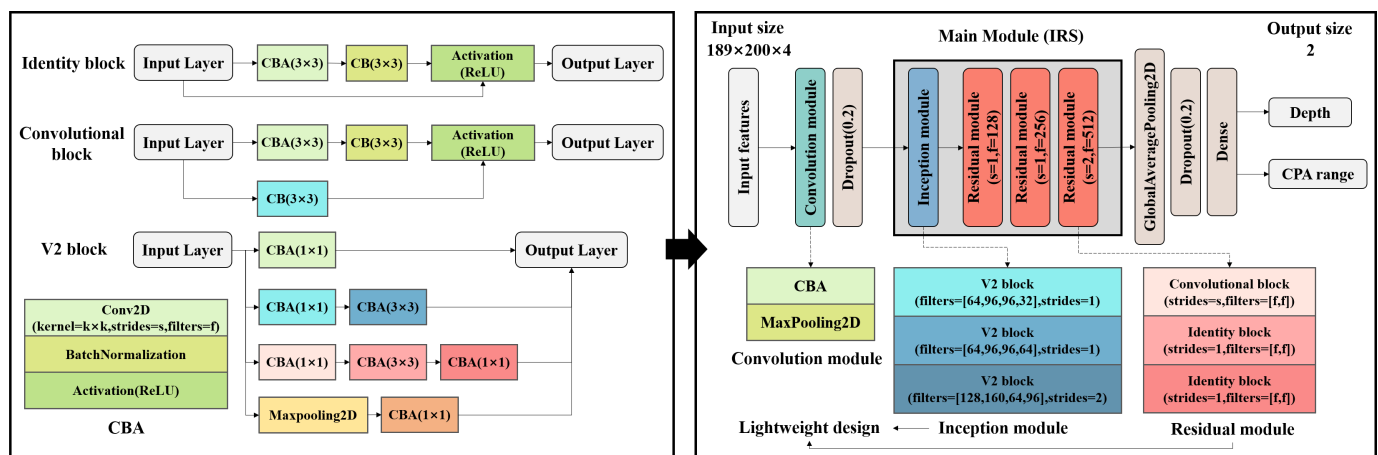 Identity block
Input Layer
CBA(3×3)
CB(3×3)
Activation
(ReLU)
Output Layer
Convolutional
block
Input Layer
CBA(3×3)
CB(3×3)
Activation
(ReLU)
Output Layer
CB(3×3)
V2 block
Input Layer
CBA(1×1)
Output Layer
CBA(1×1)
CBA(3×3)
CBA(1×1)
CBA(3×3)
CBA(1×1)
Maxpooling2D
CBA(1×1)
Conv2D
(kernel=k×k,strides=s,filters=f)
BatchNormalization
Activation(ReLU)
CBA
Input size
189×200×4
Main Module (IRS)
Output size
2
Input features
Convolution module
Dropout(0.2)
Inception module
Residual module
(s=1,f=128)
Residual module
(s=1,f=256)
Residual module
(s=2,f=512)
GlobalAveragePooling2D
Dropout(0.2)
Dense
Depth
CPA range
CBA
MaxPooling2D
Convolution module
V2 block
(filters=[64,96,96,32],strides=1)
V2 block
(filters=[64,96,96,64],strides=1)
V2 block
(filters=[128,160,64,96],strides=2)
Convolutional block
(strides=s,filters=[f,f])
Identity block
(strides=1,filters=[f,f])
Identity block
(strides=1,filters=[f,f])
Lightweight design
Inception module
Residual module